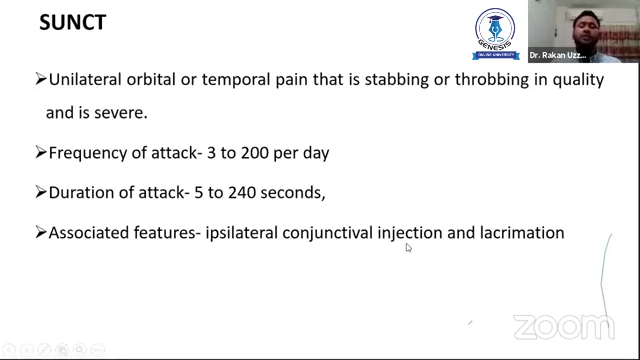 SUNCT
GENESIS
ONLINE UNIVERSITY
Dr. Rakan Uzz...
➢Unilateral orbital or temporal pain that is stabbing or throbbing in quality
and is severe.
➢Frequency of attack- 3 to 200 per day
➢Duration of attack- 5 to 240 seconds,
➢Associated features- ipsilateral conjunctival injection and lacrimation
zoom